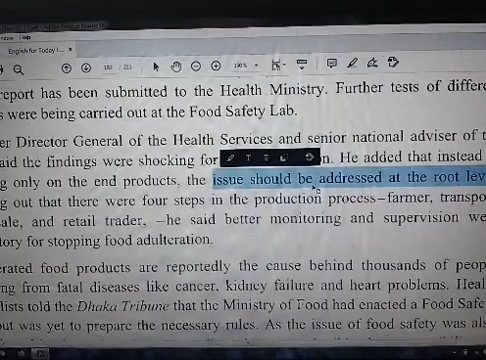 English for Today I...
182 / 213
190%
report has been submitted to the Health Ministry. Further tests of differe
s were being carried out at the Food Safety Lab.
er Director General of the Health Services and senior national adviser of t
aid the findings were shocking for n. He added that instead
g only on the end products, the issue should be addressed at the root lev
g out that there were four steps in the production process–farmer, transpo
ale, and retail trader, –he said better monitoring and supervision we
tory for stopping food adulteration.
erated food products are reportedly the cause behind thousands of peop
ng from fatal diseases like cancer, kidney failure and heart problems. Heal
lists told the Dhaka Tribune that the Ministry of Food had enacted a Food Safe
out was yet to prepare the necessary rules. As the issue of food safety was als